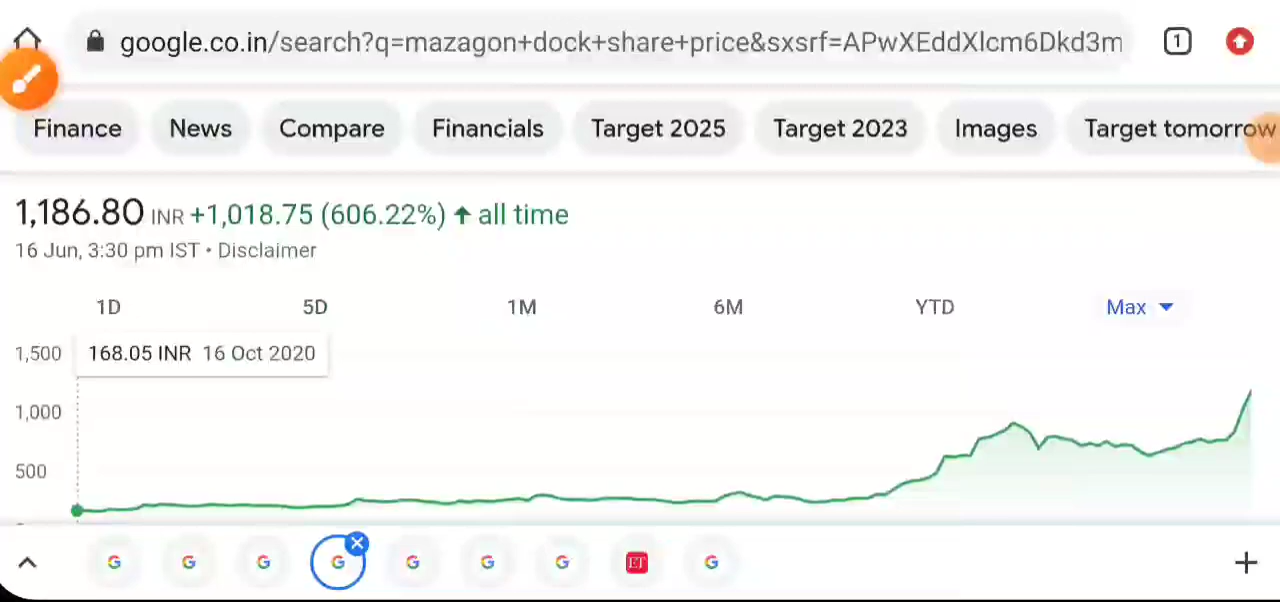 google.co.in/search?q=mazagon+dock+share+price&sxsrf=APwXEddXlcm6Dkd3m
1
Finance News Compare Financials Target 2025 Target 2023 Images Target tomorrow
1,186.80 INR +1,018.75 (606.22%) ↑ all time
16 Jun, 3:30 pm IST • Disclaimer
1D 5D 1M 6M YTD Max
1,500 168.05 INR 16 Oct 2020
1,000
500
G G G G G G G ET G